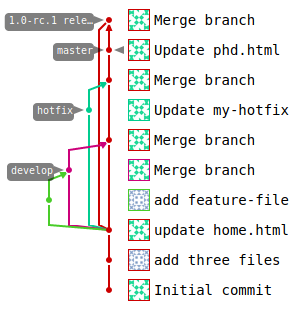 1.0-rc.1 rele… Merge branch
master Update phd.html
Merge branch
hotfix Update my-hotfix
Merge branch
develop Merge branch
add feature-file
update home.html
add three files
Initial commit